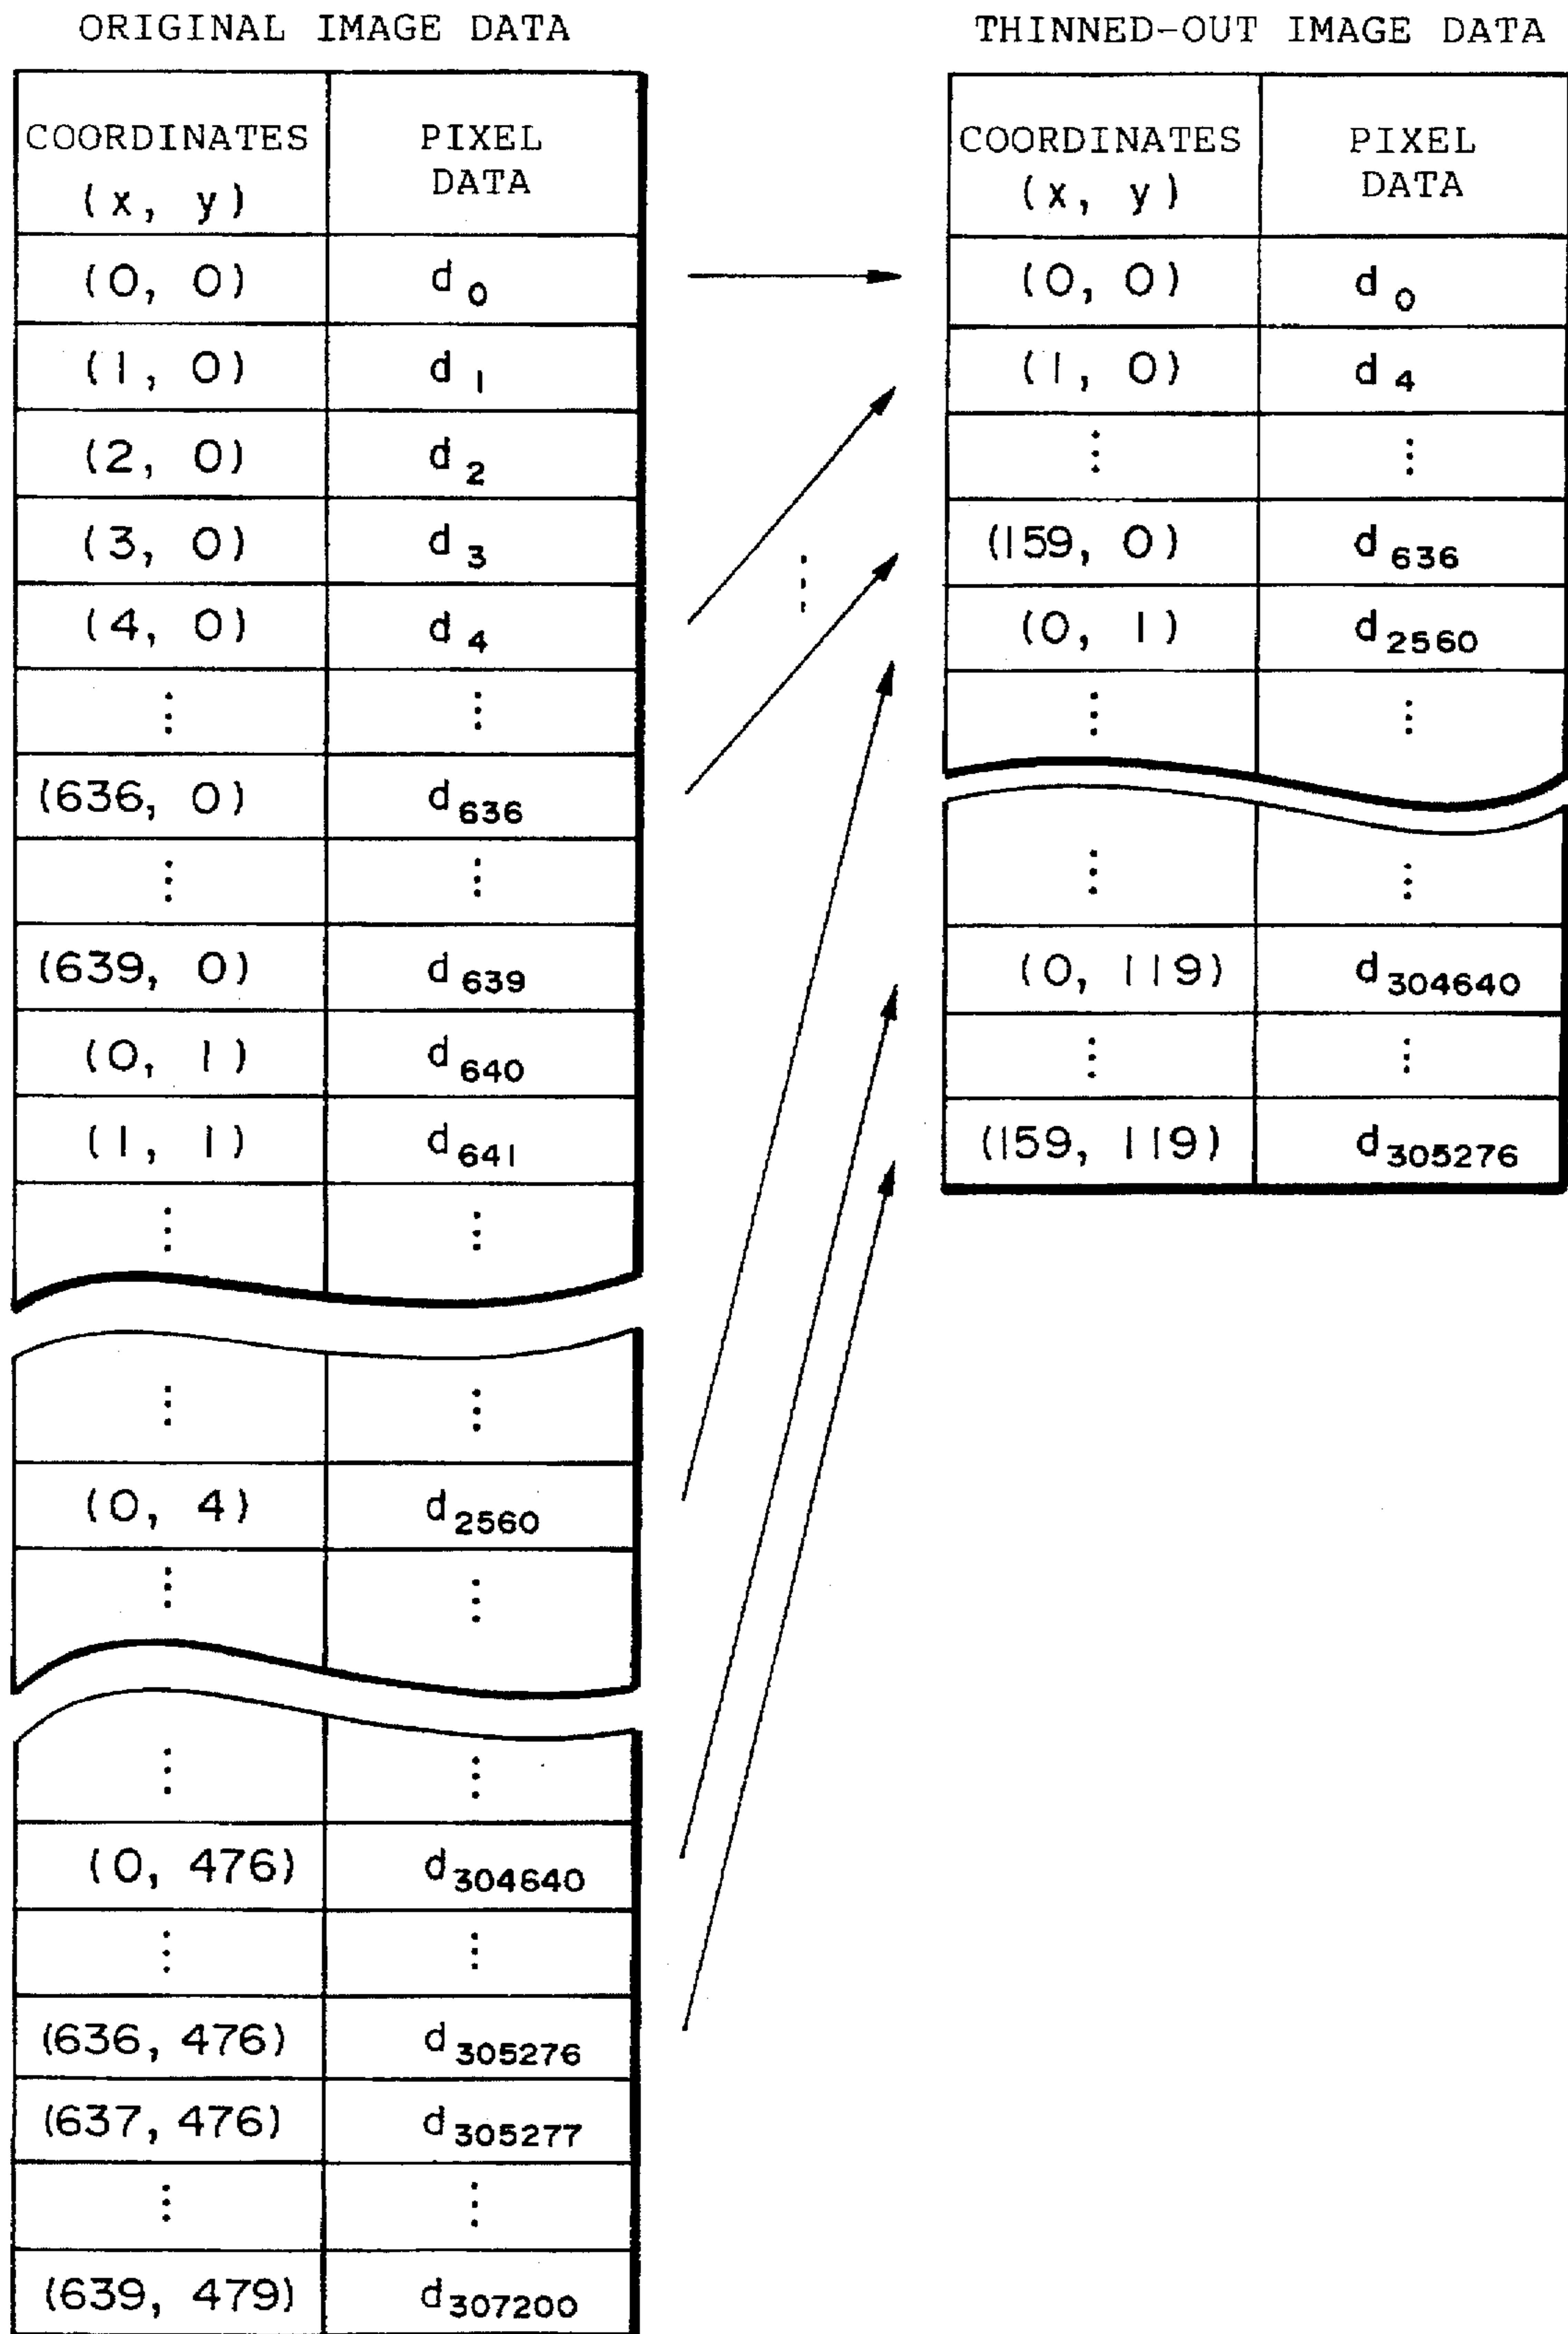 ORIGINAL IMAGE DATA
COORDINATES (x, y) PIXEL DATA
(0, 0) d0
(1, 0) d1
(2, 0) d2
(3, 0) d3
(4, 0) d4
⋮ ⋮
(636, 0) d636
⋮ ⋮
(639, 0) d639
(0, 1) d640
(1, 1) d641
⋮ ⋮
⋮ ⋮
(0, 4) d2560
⋮ ⋮
⋮ ⋮
(0, 476) d304640
⋮ ⋮
(636, 476) d305276
(637, 476) d305277
⋮ ⋮
(639, 479) d307200
⋮
THINNED-OUT IMAGE DATA
COORDINATES (x, y) PIXEL DATA
(0, 0) d0
(1, 0) d4
⋮ ⋮
(159, 0) d636
(0, 1) d2560
⋮ ⋮
⋮ ⋮
(0, 119) d304640
⋮ ⋮
(159, 119) d305276